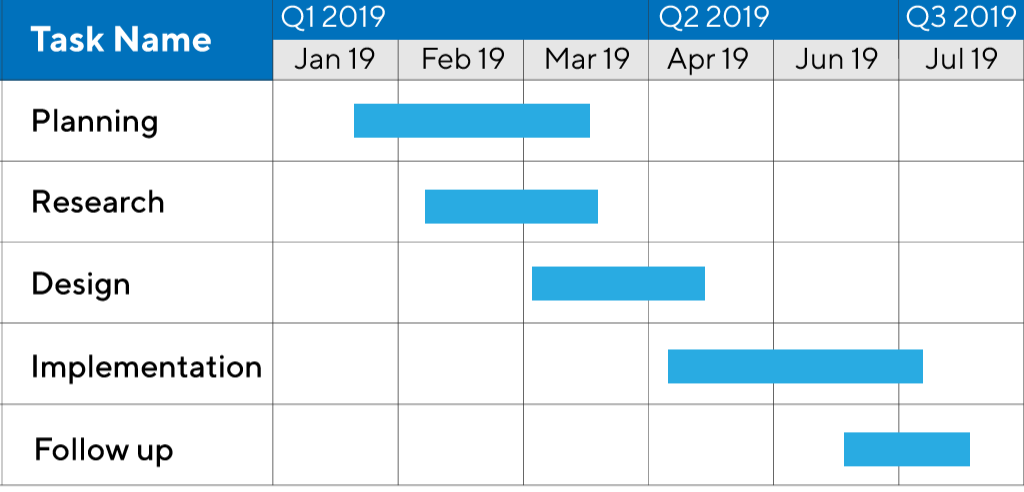 Task Name
Q1 2019 Q2 2019 Q3 2019
Jan 19 Feb 19 Mar 19 Apr 19 Jun 19 Jul 19
Planning
Research
Design
Implementation
Follow up